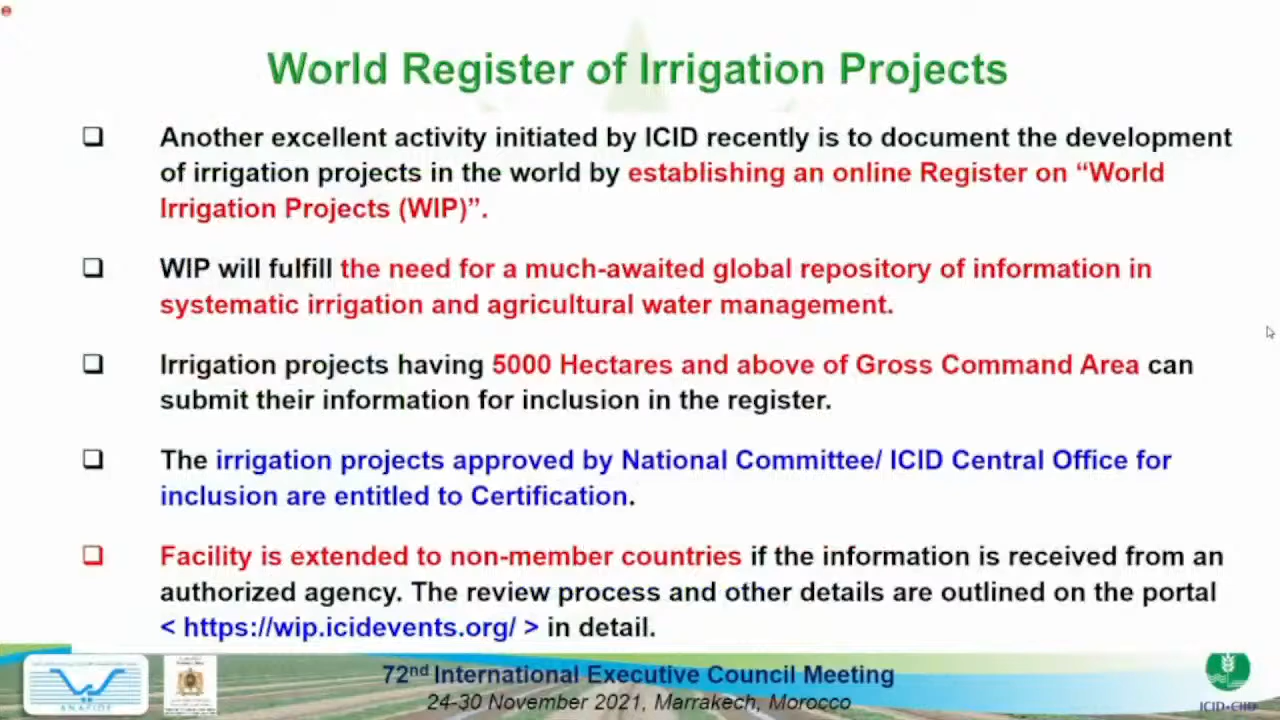 World Register of Irrigation Projects
Another excellent activity initiated by ICID recently is to document the development
of irrigation projects in the world by establishing an online Register on “World
Irrigation Projects (WIP)”.
WIP will fulfill the need for a much-awaited global repository of information in
systematic irrigation and agricultural water management.
Irrigation projects having 5000 Hectares and above of Gross Command Area can
submit their information for inclusion in the register.
The irrigation projects approved by National Committee/ ICID Central Office for
inclusion are entitled to Certification.
Facility is extended to non-member countries if the information is received from an
authorized agency. The review process and other details are outlined on the portal
< https://wip.icidevents.org/ > in detail.
72nd International Executive Council Meeting
24-30 November 2021, Marrakech, Morocco
ANAFIDE
ICID•CIID